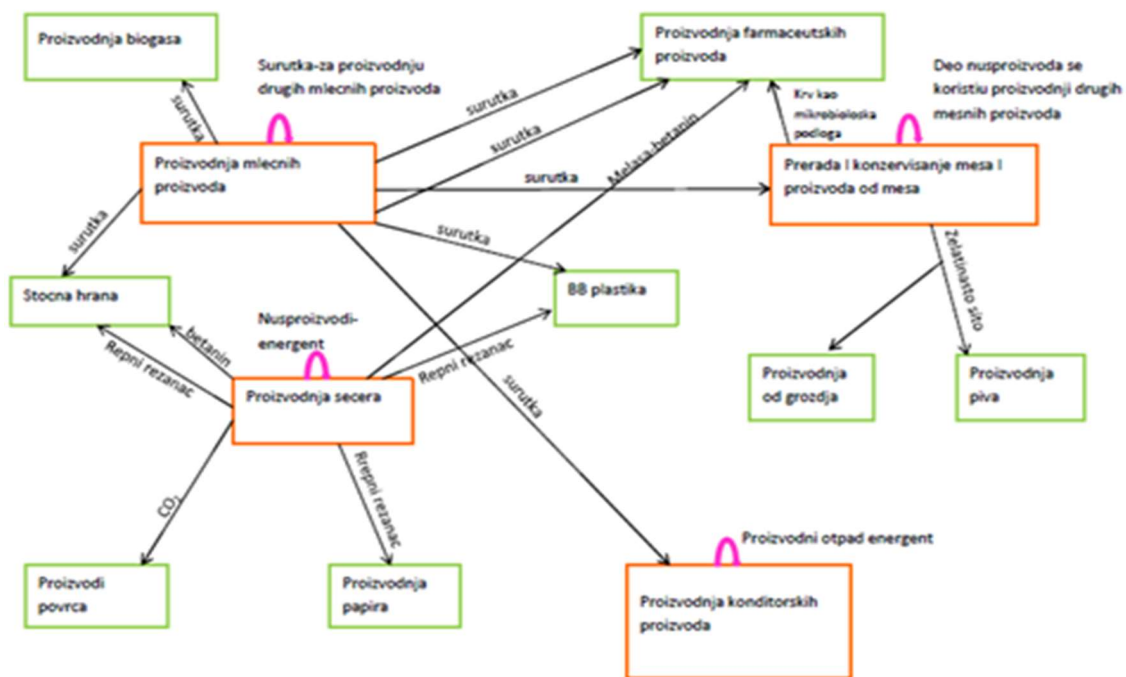 Proizvodnja biogasa
Surutka-za proizvodnju
drugih mlecnih proizvoda
Proizvodnja farmaceutskih
proizvoda
Deo nusproizvoda se
koristiu proizvodnji drugih
mesnih proizvoda
surutka
surutka
surutka
Melasa-betanin
Krv kao
mikrobioloska
podloga
Proizvodnja mlecnih
proizvoda
surutka
Prerada I konzervisanje mesa I
proizvoda od mesa
surutka
surutka
Zelatinasto sito
Stocna hrana
BB plastika
Nusproizvodi-
energent
betanin
Repni rezanac
Repni rezanac
surutka
Proizvodnja secera
Proizvodnja
od grozdja
Proizvodnja
piva
CO₂
Rrepni rezanac
Proizvodni otpad energent
Proizvodi
povrca
Proizvodnja
papira
Proizvodnja konditorskih
proizvoda